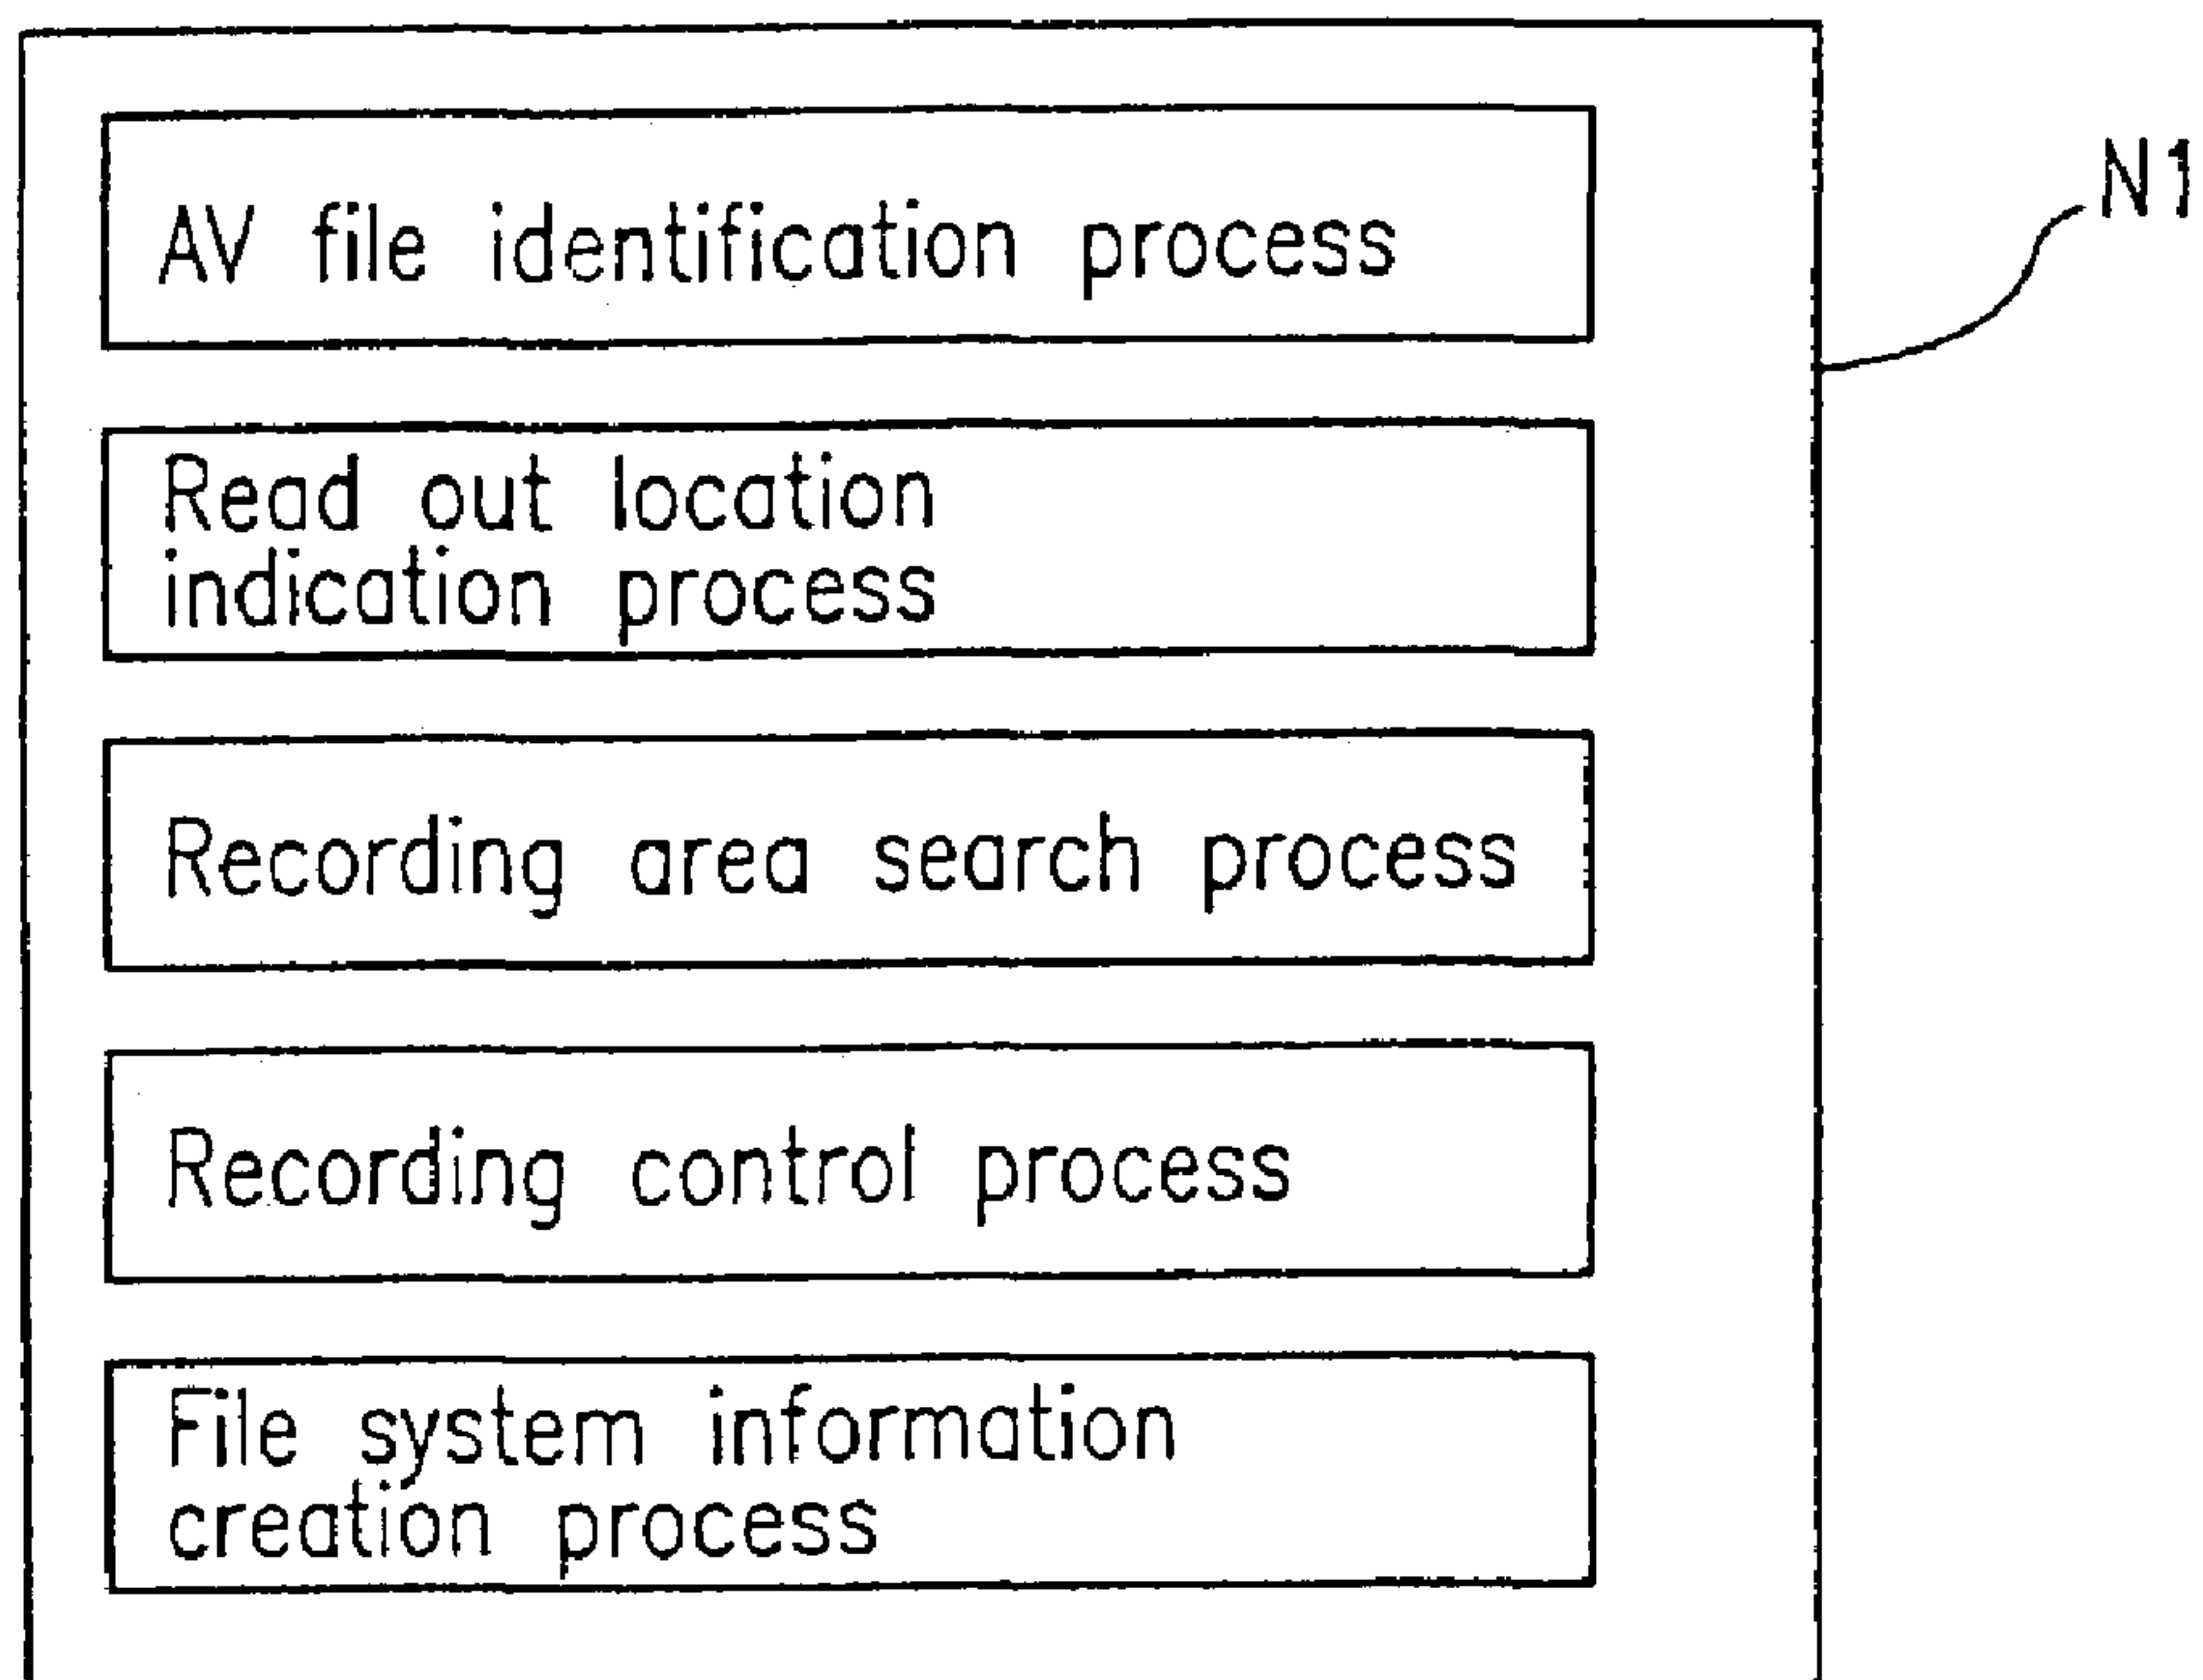 AV file identification process
N1
Read out location
indication process
Recording area search process
Recording control process
File system information
creation process